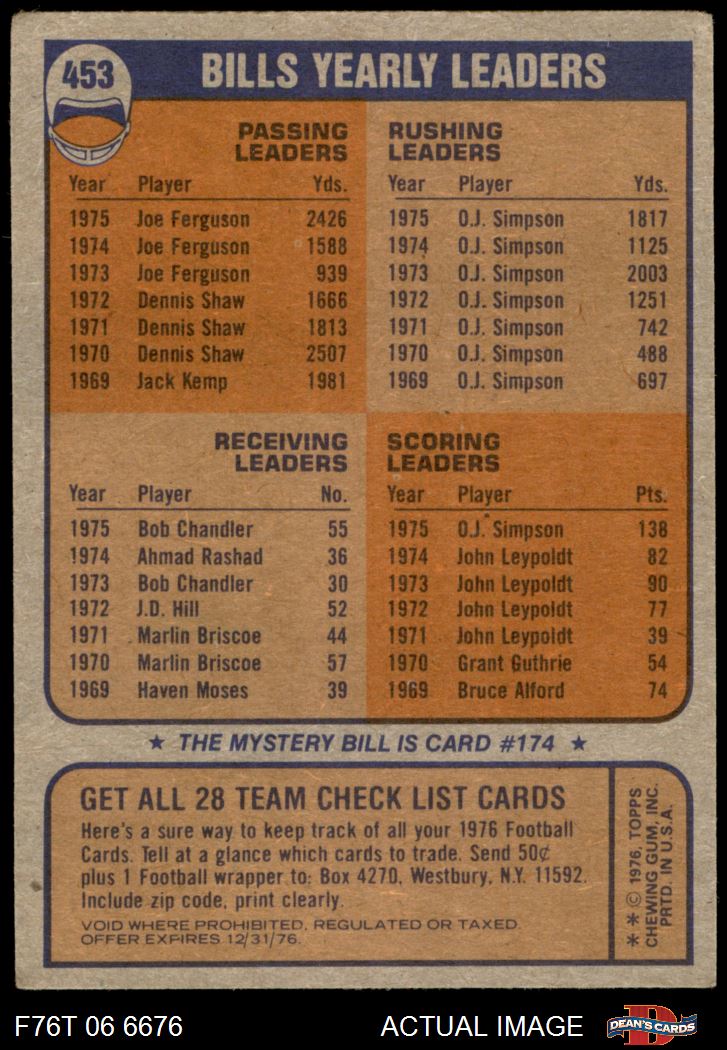 453
BILLS YEARLY LEADERS
PASSING
LEADERS
Year Player Yds.
1975 Joe Ferguson 2426
1974 Joe Ferguson 1588
1973 Joe Ferguson 939
1972 Dennis Shaw 1666
1971 Dennis Shaw 1813
1970 Dennis Shaw 2507
1969 Jack Kemp 1981
RUSHING
LEADERS
Year Player Yds.
1975 O.J. Simpson 1817
1974 O.J. Simpson 1125
1973 O.J. Simpson 2003
1972 O.J. Simpson 1251
1971 O.J. Simpson 742
1970 O.J. Simpson 488
1969 O.J. Simpson 697
RECEIVING
LEADERS
Year Player No.
1975 Bob Chandler 55
1974 Ahmad Rashad 36
1973 Bob Chandler 30
1972 J.D. Hill 52
1971 Marlin Briscoe 44
1970 Marlin Briscoe 57
1969 Haven Moses 39
SCORING
LEADERS
Year Player Pts.
1975 O.J. Simpson 138
1974 John Leypoldt 82
1973 John Leypoldt 90
1972 John Leypoldt 77
1971 John Leypoldt 39
1970 Grant Guthrie 54
1969 Bruce Alford 74
★ THE MYSTERY BILL IS CARD #174 ★
GET ALL 28 TEAM CHECK LIST CARDS
Here's a sure way to keep track of all your 1976 Football
Cards. Tell at a glance which cards to trade. Send 50¢
plus 1 Football wrapper to: Box 4270, Westbury, N.Y. 11592.
Include zip code, print clearly.
VOID WHERE PROHIBITED, REGULATED OR TAXED.
OFFER EXPIRES 12/31/76.
**© 1976, TOPPS
CHEWING GUM, INC.
PRTD. IN U.S.A.
F76T 06 6676
ACTUAL IMAGE
D
DEAN'S CARDS